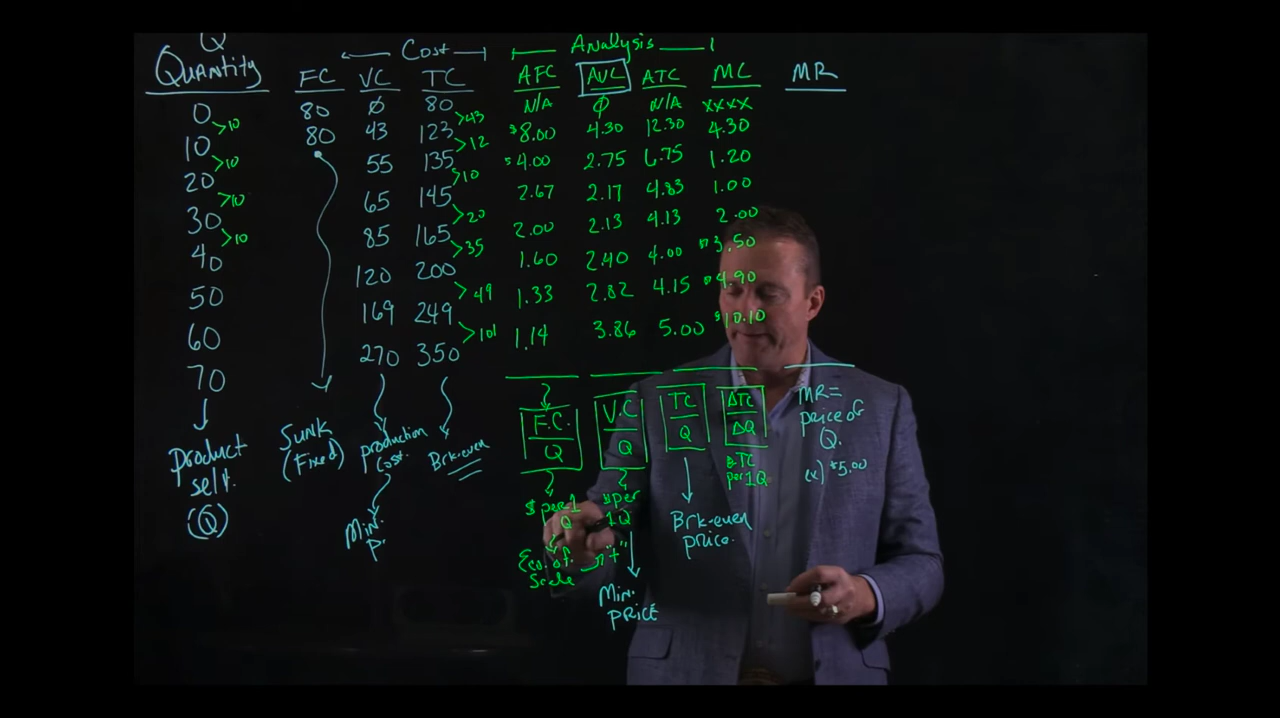 Q
Quantity
Cost
Analysis
FC VC TC AFC AVC ATC MC MR
0 80 ∅ 80 N/A ∅ N/A xxxx
>10 >43
10 80 43 123 $8.00 4.30 12.30 4.30
>10 >12
20 55 135 $4.00 2.75 6.75 1.20
>10 >10
30 65 145 2.67 2.17 4.83 1.00
>10 >20
40 85 165 2.00 2.13 4.13 2.00
>35
50 120 200 1.60 2.40 4.00 $3.50
>49
60 169 249 1.33 2.82 4.15 $4.90
>101
70 270 350 1.14 3.86 5.00 $10.10
Product
sell.
(Q)
Sunk
(Fixed)
production
Cost.
Min.
P.
Brk-even
F.C.
Q
$ per 1
Q
Eco. of.
Scale
"+"
V.C
Q
$per
1Q
Min.
PRICE
TC
Q
Brk-even
price.
ΔTC
ΔQ
TC
per 1Q
MR=
price of
Q.
(x) $5.00